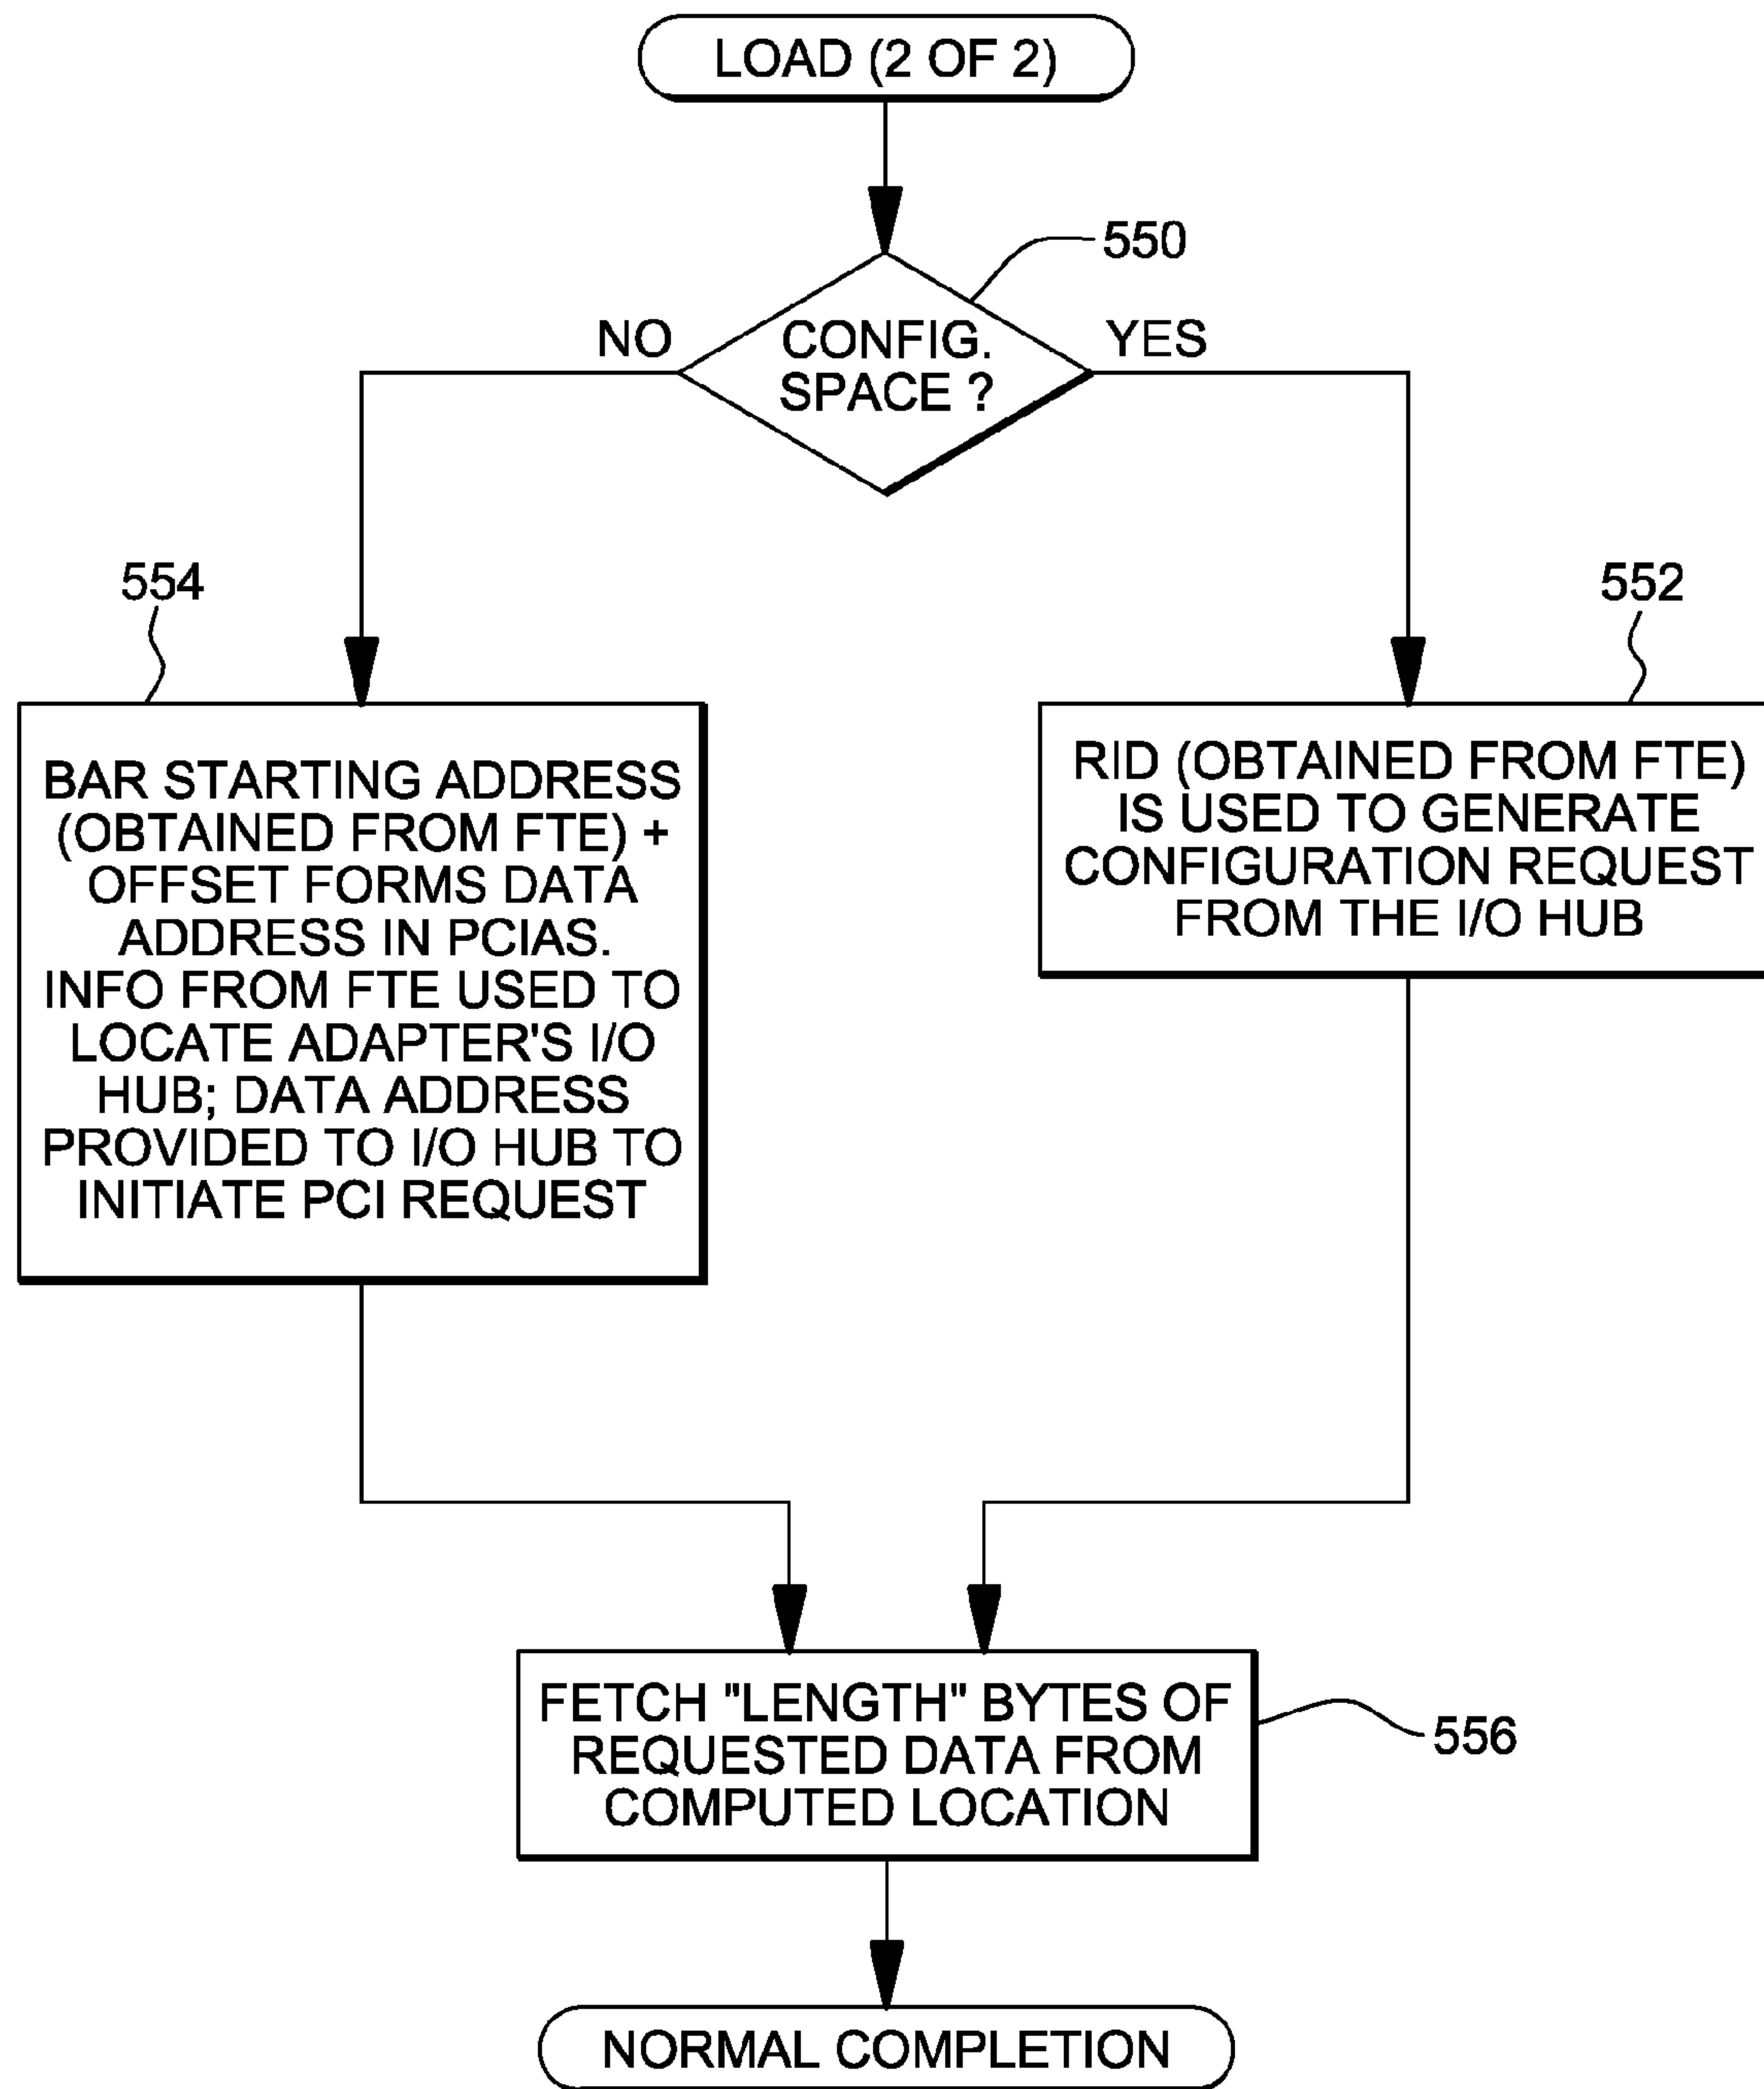 LOAD (2 OF 2)
550
NO
CONFIG.
SPACE ?
YES
554
552
BAR STARTING ADDRESS
(OBTAINED FROM FTE) +
OFFSET FORMS DATA
ADDRESS IN PCIAS.
INFO FROM FTE USED TO
LOCATE ADAPTER'S I/O
HUB; DATA ADDRESS
PROVIDED TO I/O HUB TO
INITIATE PCI REQUEST
RID (OBTAINED FROM FTE)
IS USED TO GENERATE
CONFIGURATION REQUEST
FROM THE I/O HUB
FETCH "LENGTH" BYTES OF
REQUESTED DATA FROM
COMPUTED LOCATION
556
NORMAL COMPLETION